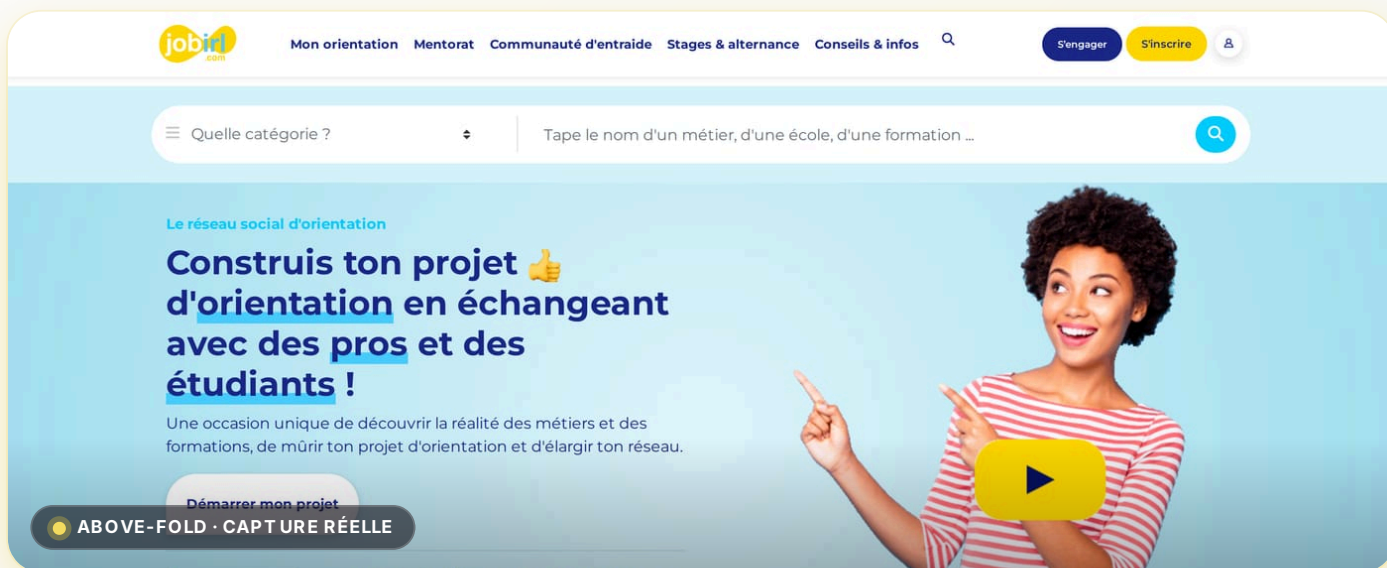 jobirl
.com
Mon orientation
Mentorat
Communauté d'entraide
Stages & alternance
Conseils & infos
S'engager
S'inscrire
Quelle catégorie ?
Tape le nom d'un métier, d'une école, d'une formation ...
Le réseau social d'orientation
Construis ton projet 👍
d'orientation en échangeant
avec des pros et des
étudiants !
Une occasion unique de découvrir la réalité des métiers et des
formations, de mûrir ton projet d'orientation et d'élargir ton réseau.
Démarrer mon projet
ABOVE-FOLD · CAPTURE RÉELLE